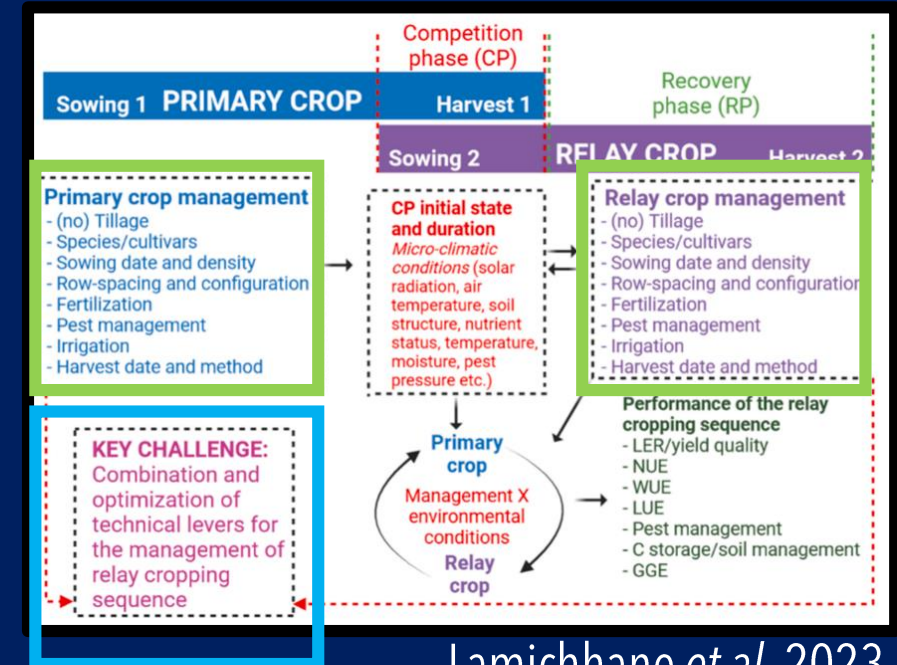 Competition
phase (CP)
Recovery
phase (RP)
Sowing 1 PRIMARY CROP Harvest 1
Sowing 2 RELAY CROP Harvest 2
Primary crop management
- (no) Tillage
- Species/cultivars
- Sowing date and density
- Row-spacing and configuration
- Fertilization
- Pest management
- Irrigation
- Harvest date and method
CP initial state
and duration
Micro-climatic
conditions (solar
radiation, air
temperature, soil
structure, nutrient
status, temperature,
moisture, pest
pressure etc.)
Relay crop management
- (no) Tillage
- Species/cultivars
- Sowing date and density
- Row-spacing and configuration
- Fertilization
- Pest management
- Irrigation
- Harvest date and method
KEY CHALLENGE:
Combination and
optimization of
technical levers for
the management of
relay cropping
sequence
Primary
crop
Management X
environmental
conditions
Relay
crop
Performance of the relay
cropping sequence
- LER/yield quality
- NUE
- WUE
- LUE
- Pest management
- C storage/soil management
- GGE
Lamichhane et al. 2023